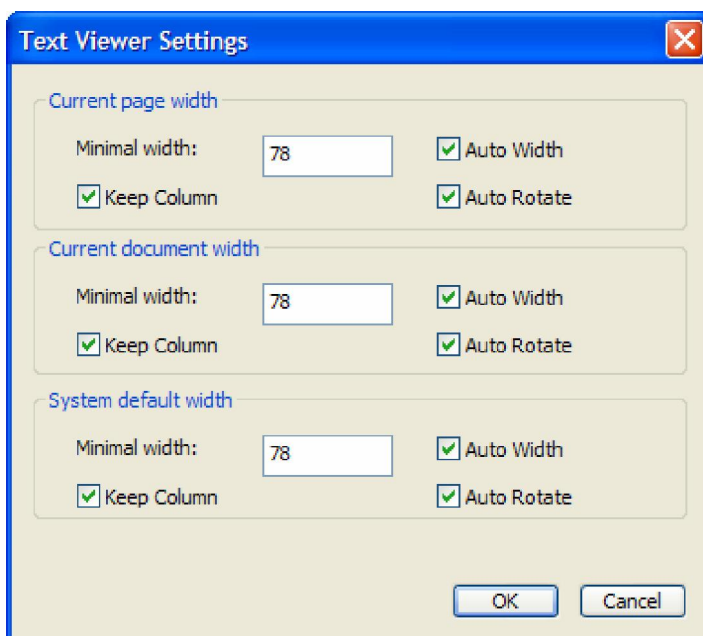 Text Viewer Settings
Current page width
Minimal width: 78 Auto Width
Keep Column Auto Rotate
Current document width
Minimal width: 78 Auto Width
Keep Column Auto Rotate
System default width
Minimal width: 78 Auto Width
Keep Column Auto Rotate
OK Cancel